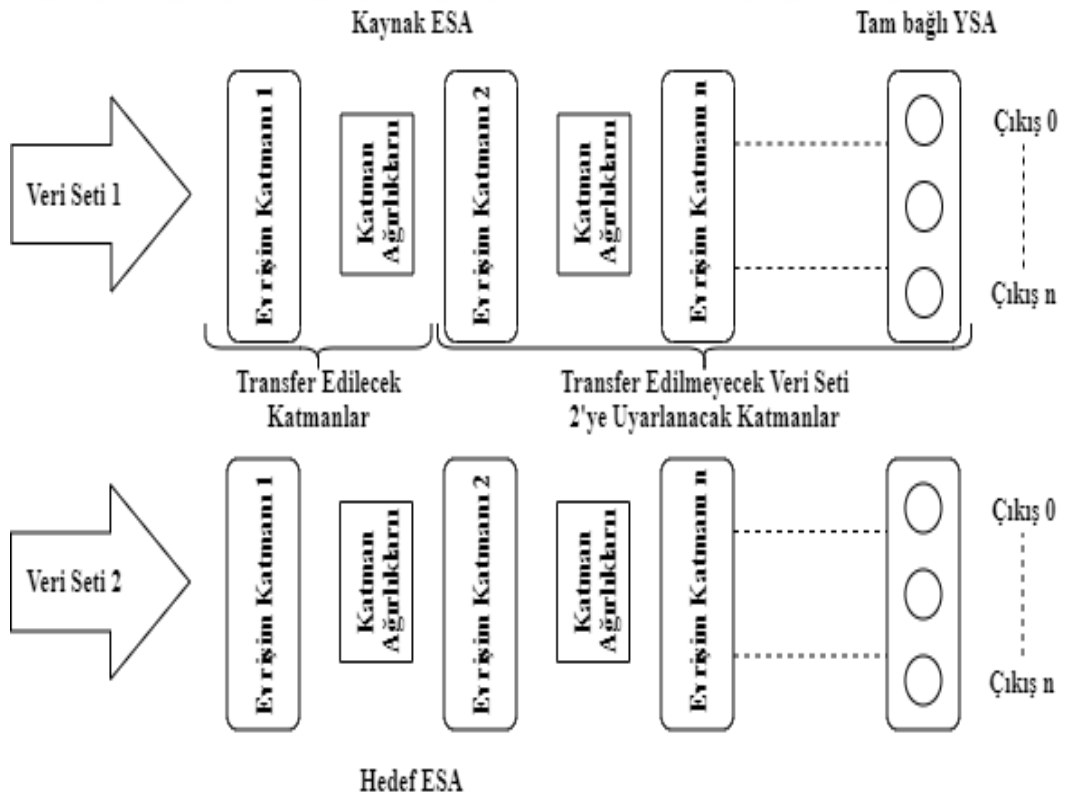 Kaynak ESA
Tam bağlı YSA
Veri Seti 1
Evrişim Katmanı 1
Katman
Ağırlıkları
Evrişim Katmanı 2
Katman
Ağırlıkları
Evrişim Katmanı n
Çıkış 0
Çıkış n
Transfer Edilecek
Katmanlar
Transfer Edilmeyecek Veri Seti
2'ye Uyarlanacak Katmanlar
Veri Seti 2
Evrişim Katmanı 1
Katman
Ağırlıkları
Evrişim Katmanı 2
Katman
Ağırlıkları
Evrişim Katmanı n
Çıkış 0
Çıkış n
Hedef ESA